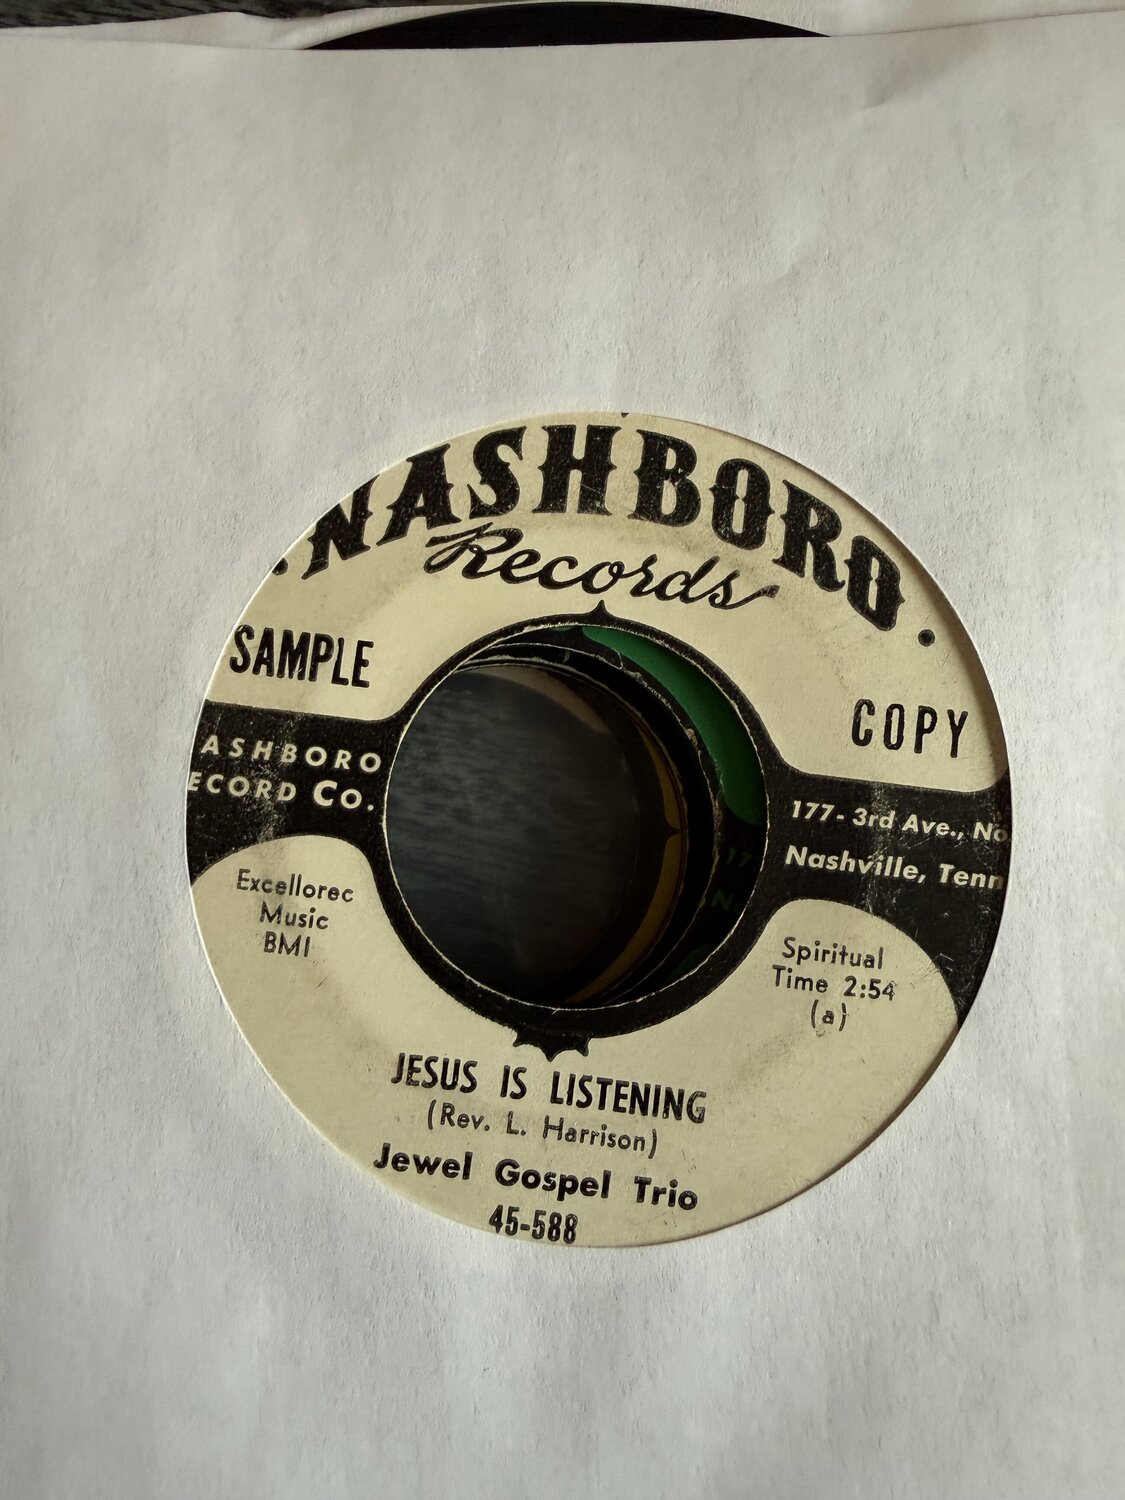 NASHBORO.
Records
SAMPLE COPY
ASHBORO
ECORD Co.
177- 3rd Ave., No
Nashville, Tenn
Excellorec
Music
BMI
Spiritual
Time 2:54
(a)
JESUS IS LISTENING
(Rev. L. Harrison)
Jewel Gospel Trio
45-588
17
N